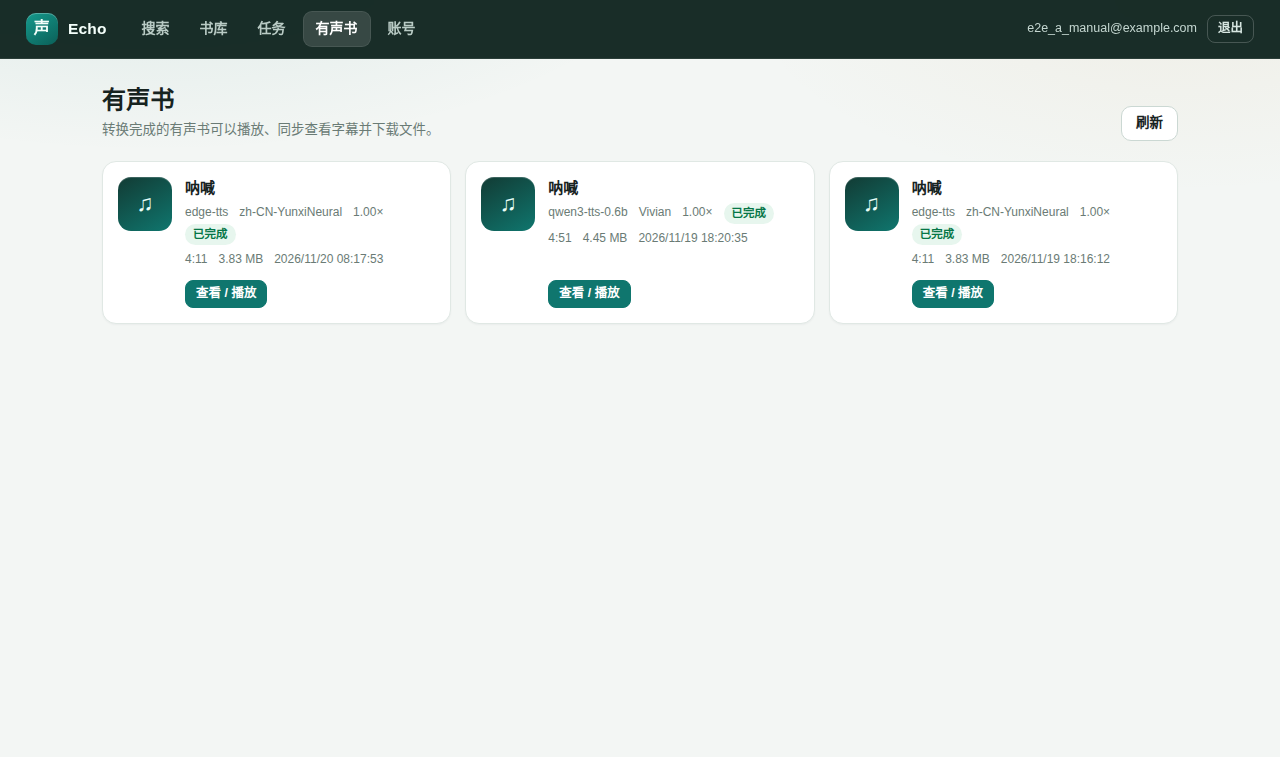 声 Echo 搜索 书库 任务 有声书 账号 e2e_a_manual@example.com 退出
有声书
转换完成的有声书可以播放、同步查看字幕并下载文件。
刷新
呐喊
edge-tts zh-CN-YunxiNeural 1.00×
已完成
4:11 3.83 MB 2026/11/20 08:17:53
查看 / 播放
呐喊
qwen3-tts-0.6b Vivian 1.00× 已完成
4:51 4.45 MB 2026/11/19 18:20:35
查看 / 播放
呐喊
edge-tts zh-CN-YunxiNeural 1.00×
已完成
4:11 3.83 MB 2026/11/19 18:16:12
查看 / 播放